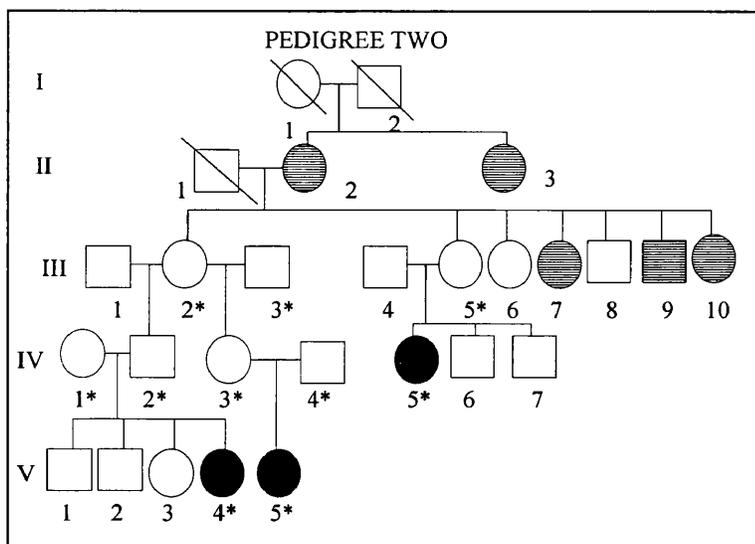 PEDIGREE TWO
I
1 2
II
1 2 3
III
1 2* 3* 4 5* 6 7 8 9 10
IV
1* 2* 3* 4* 5* 6 7
V
1 2 3 4* 5*